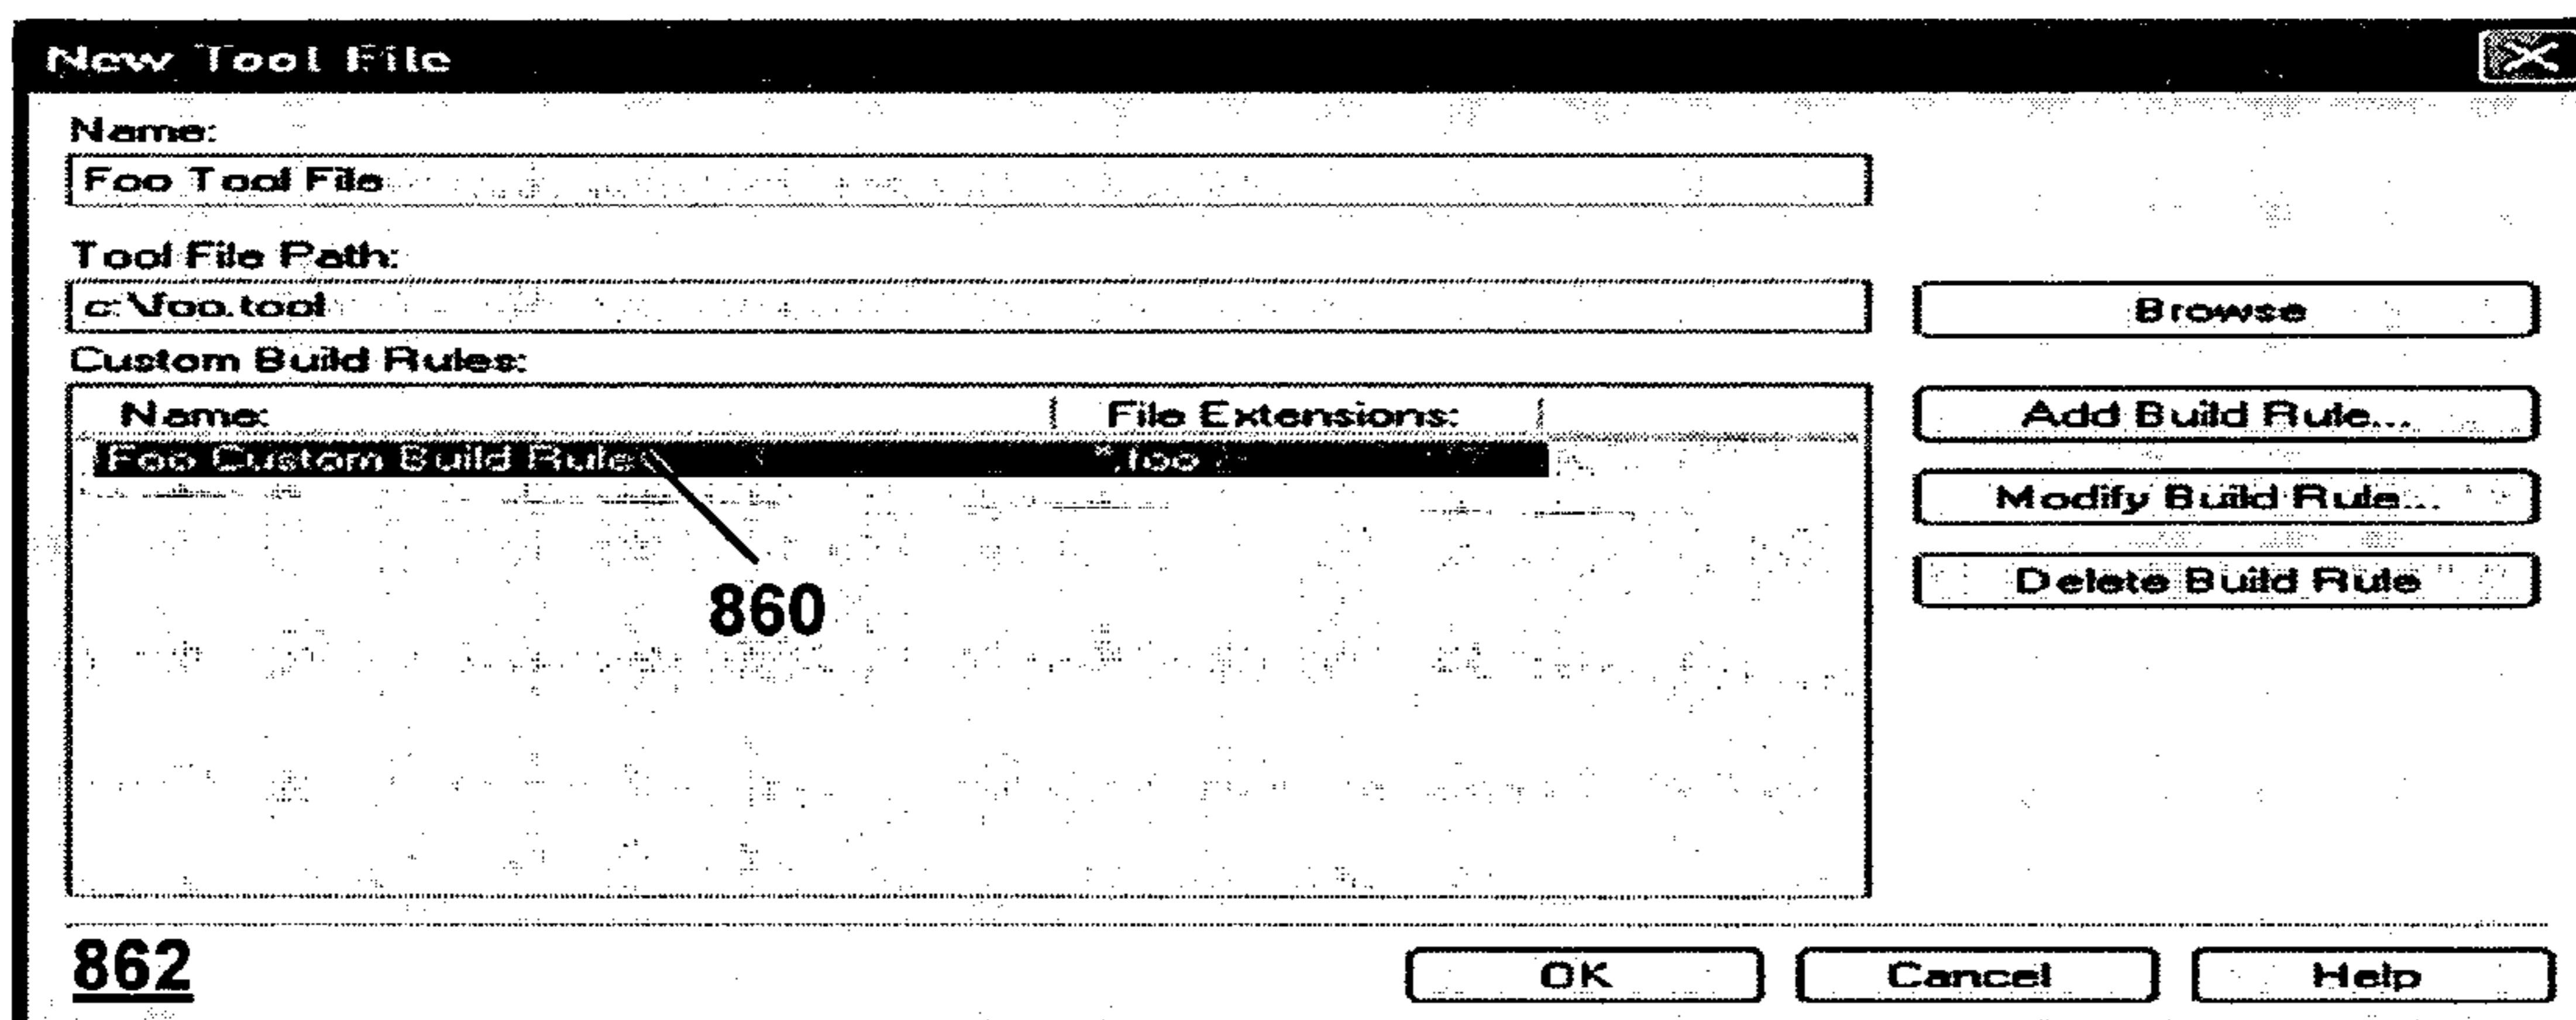 New Tool File
Name:
Foo Tool File
Tool File Path:
c:\foo.tool
Browse
Custom Build Rules:
Name: File Extensions:
Add Build Rule...
Foo Custom Build Rule *.foo
Modify Build Rule...
Delete Build Rule
860
862
OK Cancel Help